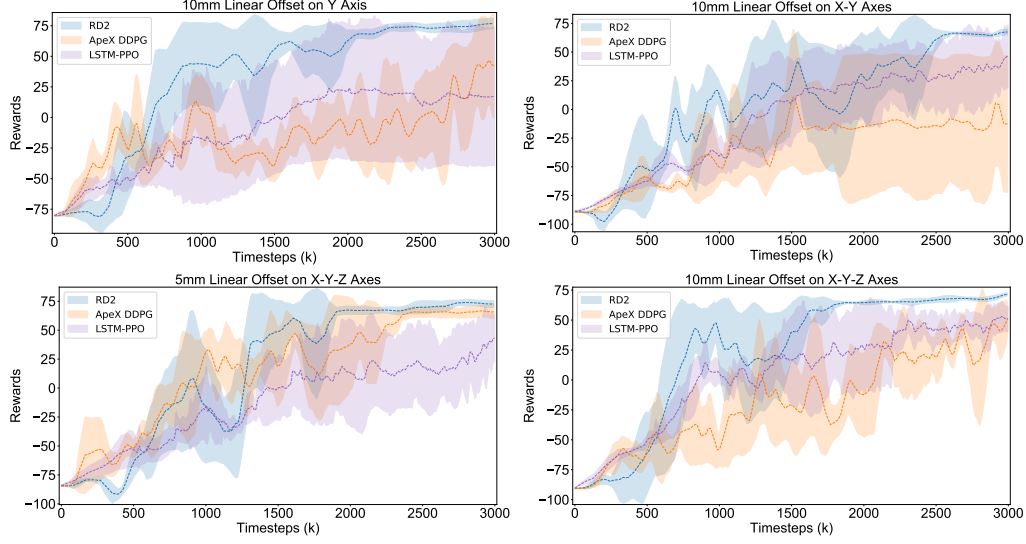 10mm Linear Offset on Y Axis
RD2
ApeX DDPG
LSTM-PPO
75
50
25
0
−25
−50
−75
Rewards
0 500 1000 1500 2000 2500 3000
Timesteps (k)
10mm Linear Offset on X-Y Axes
RD2
ApeX DDPG
LSTM-PPO
75
50
25
0
−25
−50
−75
−100
Rewards
0 500 1000 1500 2000 2500 3000
Timesteps (k)
5mm Linear Offset on X-Y-Z Axes
RD2
ApeX DDPG
LSTM-PPO
75
50
25
0
−25
−50
−75
−100
Rewards
0 500 1000 1500 2000 2500 3000
Timesteps (k)
10mm Linear Offset on X-Y-Z Axes
RD2
ApeX DDPG
LSTM-PPO
75
50
25
0
−25
−50
−75
−100
Rewards
0 500 1000 1500 2000 2500 3000
Timesteps (k)